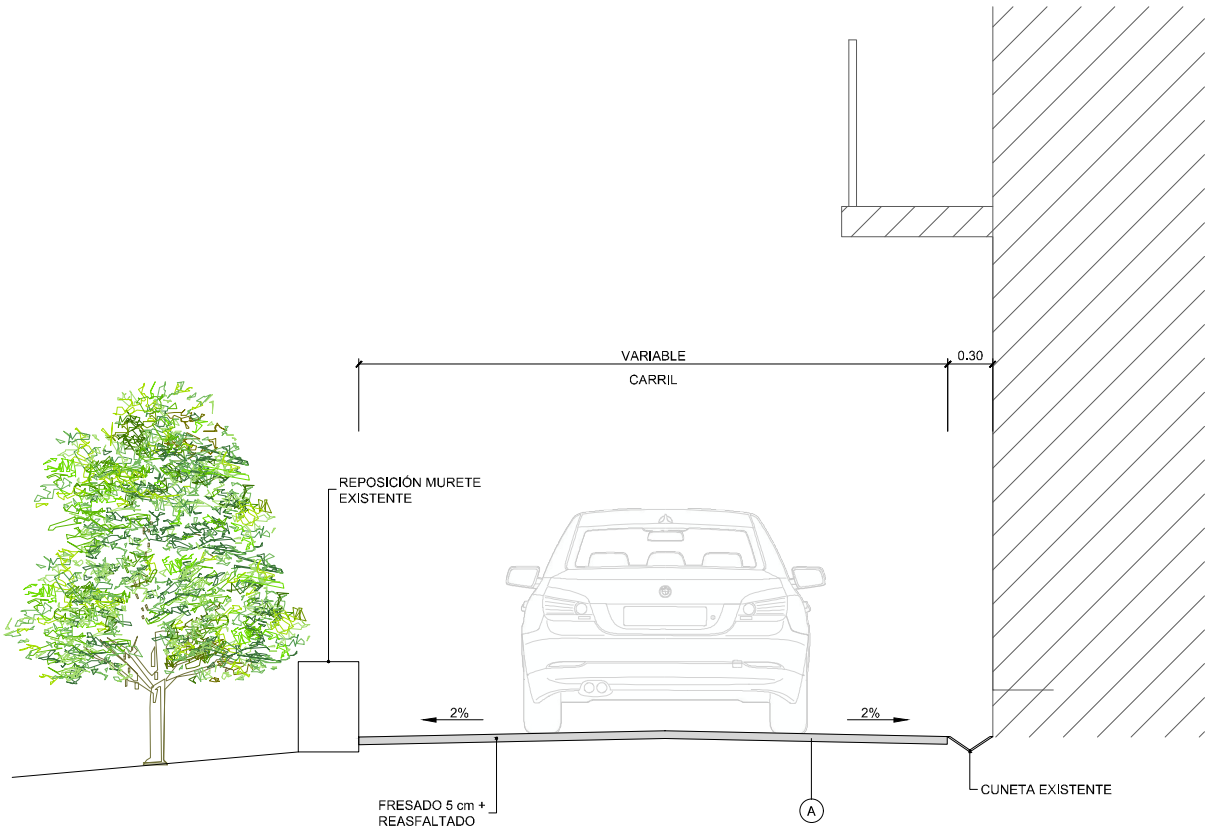 VARIABLE
0.30
CARRIL
REPOSICIÓN MURETE
EXISTENTE
2%
2%
CUNETA EXISTENTE
FRESADO 5 cm +
REASFALTADO
A